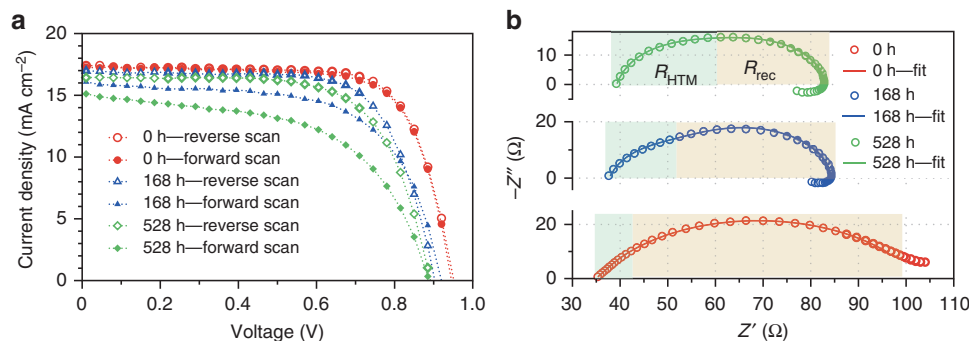 a
20
15
10
5
0
Current density (mA cm−2)
0 h—reverse scan
0 h—forward scan
168 h—reverse scan
168 h—forward scan
528 h—reverse scan
528 h—forward scan
0 0.2 0.4 0.6 0.8 1.0
Voltage (V)
b
10
0
20
0
20
0
−Z″ (Ω)
RHTM Rrec
0 h
0 h—fit
168 h
168 h—fit
528 h
528 h—fit
30 40 50 60 70 80 90 100 110
Z′ (Ω)